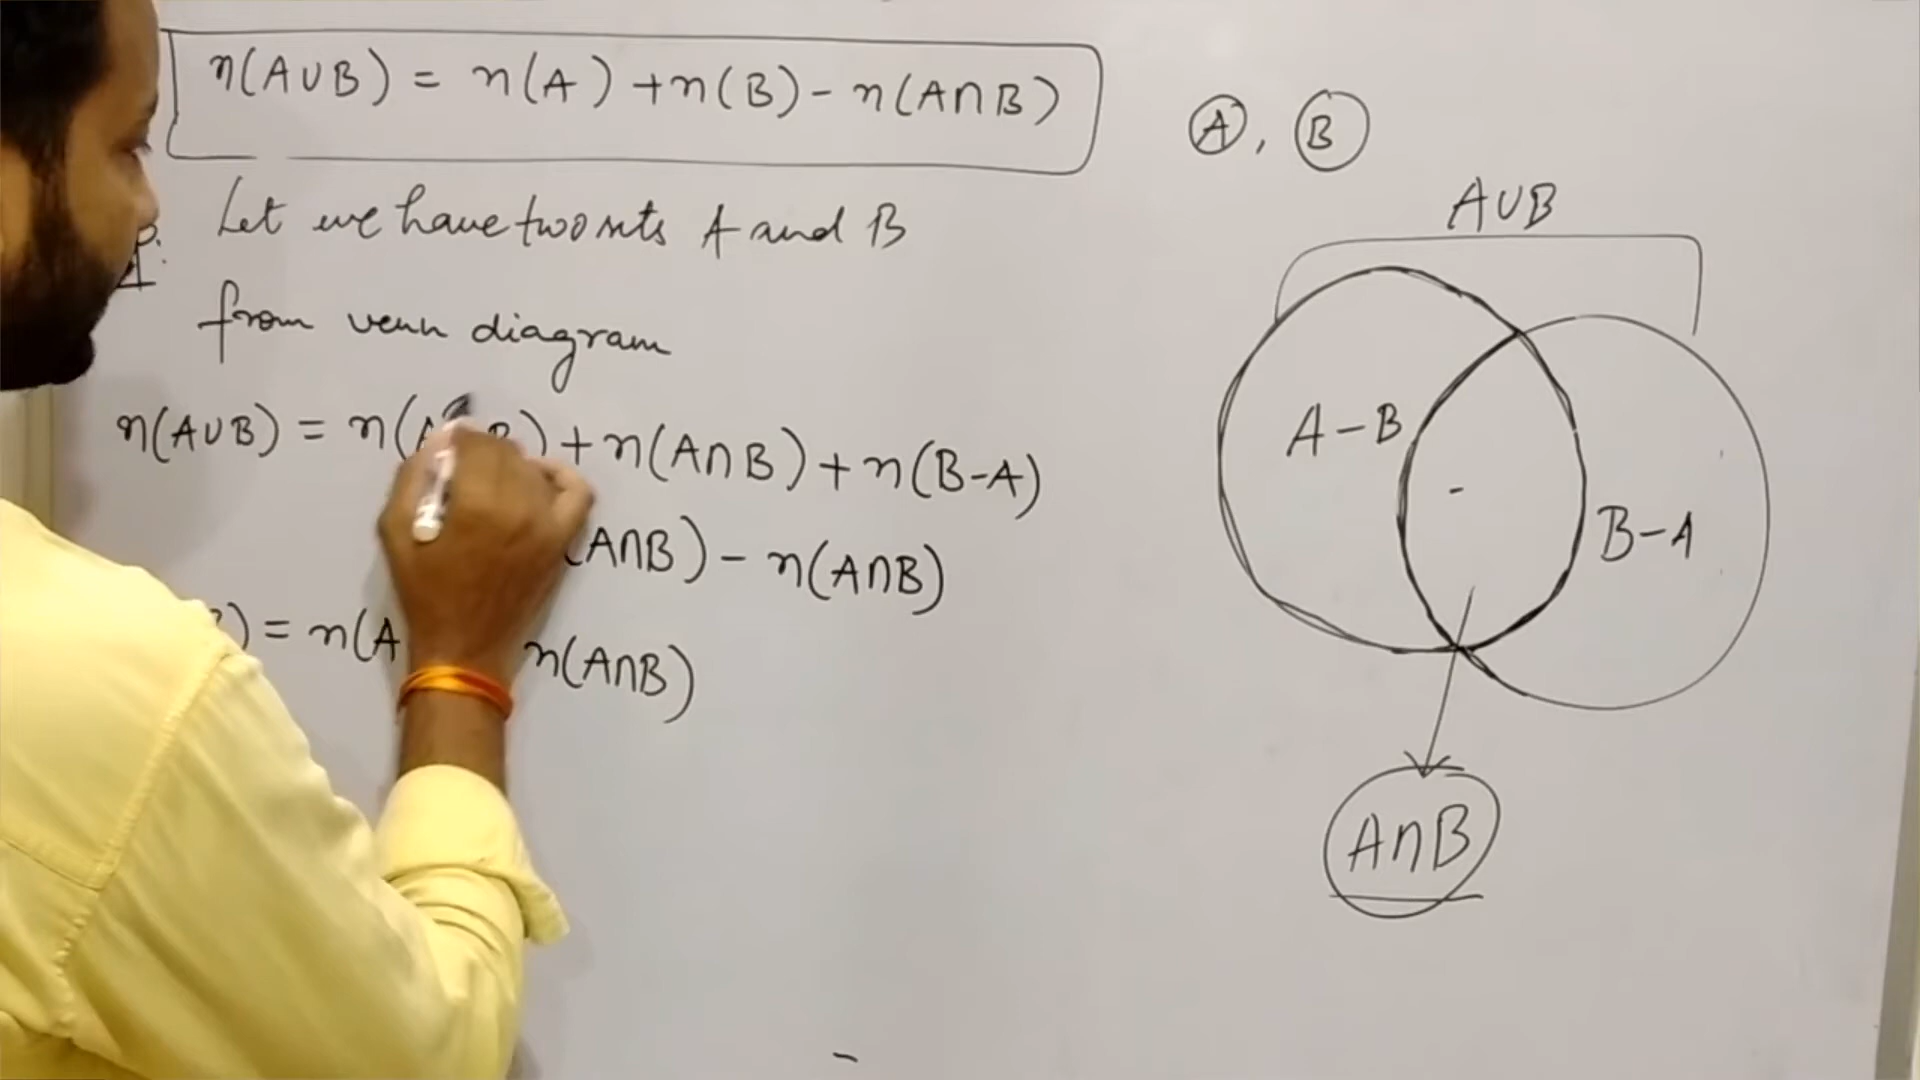 n(A∪B) = n(A) + n(B) - n(A∩B)
Let we have two sets A and B
from venn diagram
n(A∪B) = n( B) + n(A∩B) + n(B-A)
(A∩B) - n(A∩B)
) = n(A n(A∩B)
A, B
A∪B
A-B
B-A
A∩B